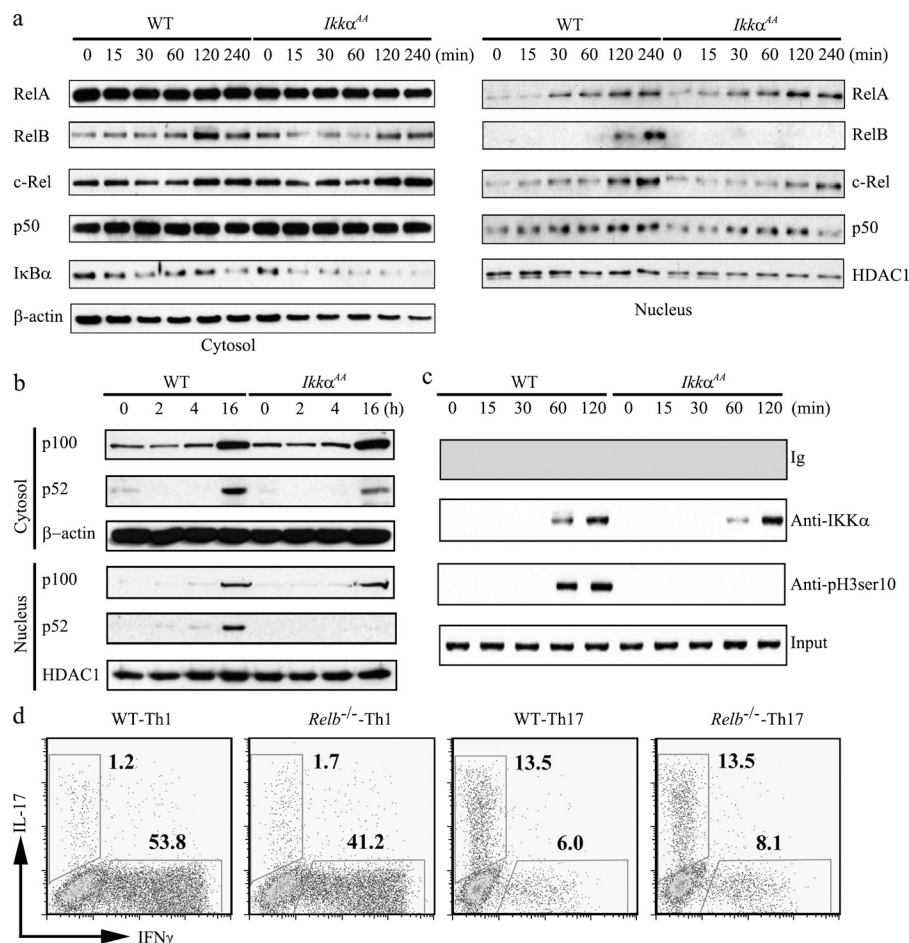 a
WT
Ikkα^AA
0 15 30 60 120 240 0 15 30 60 120 240 (min)
RelA
RelB
c-Rel
p50
IκBα
β-actin
Cytosol
WT
Ikkα^AA
0 15 30 60 120 240 0 15 30 60 120 240 (min)
RelA
RelB
c-Rel
p50
HDAC1
Nucleus
b
WT
Ikkα^AA
0 2 4 16 0 2 4 16 (h)
Cytosol
p100
p52
β–actin
Nucleus
p100
p52
HDAC1
c
WT
Ikkα^AA
0 15 30 60 120 0 15 30 60 120 (min)
Ig
Anti-IKKα
Anti-pH3ser10
Input
d
WT-Th1
Relb^-/- -Th1
WT-Th17
Relb^-/- -Th17
1.2
53.8
1.7
41.2
13.5
6.0
13.5
8.1
IL-17
IFNγ